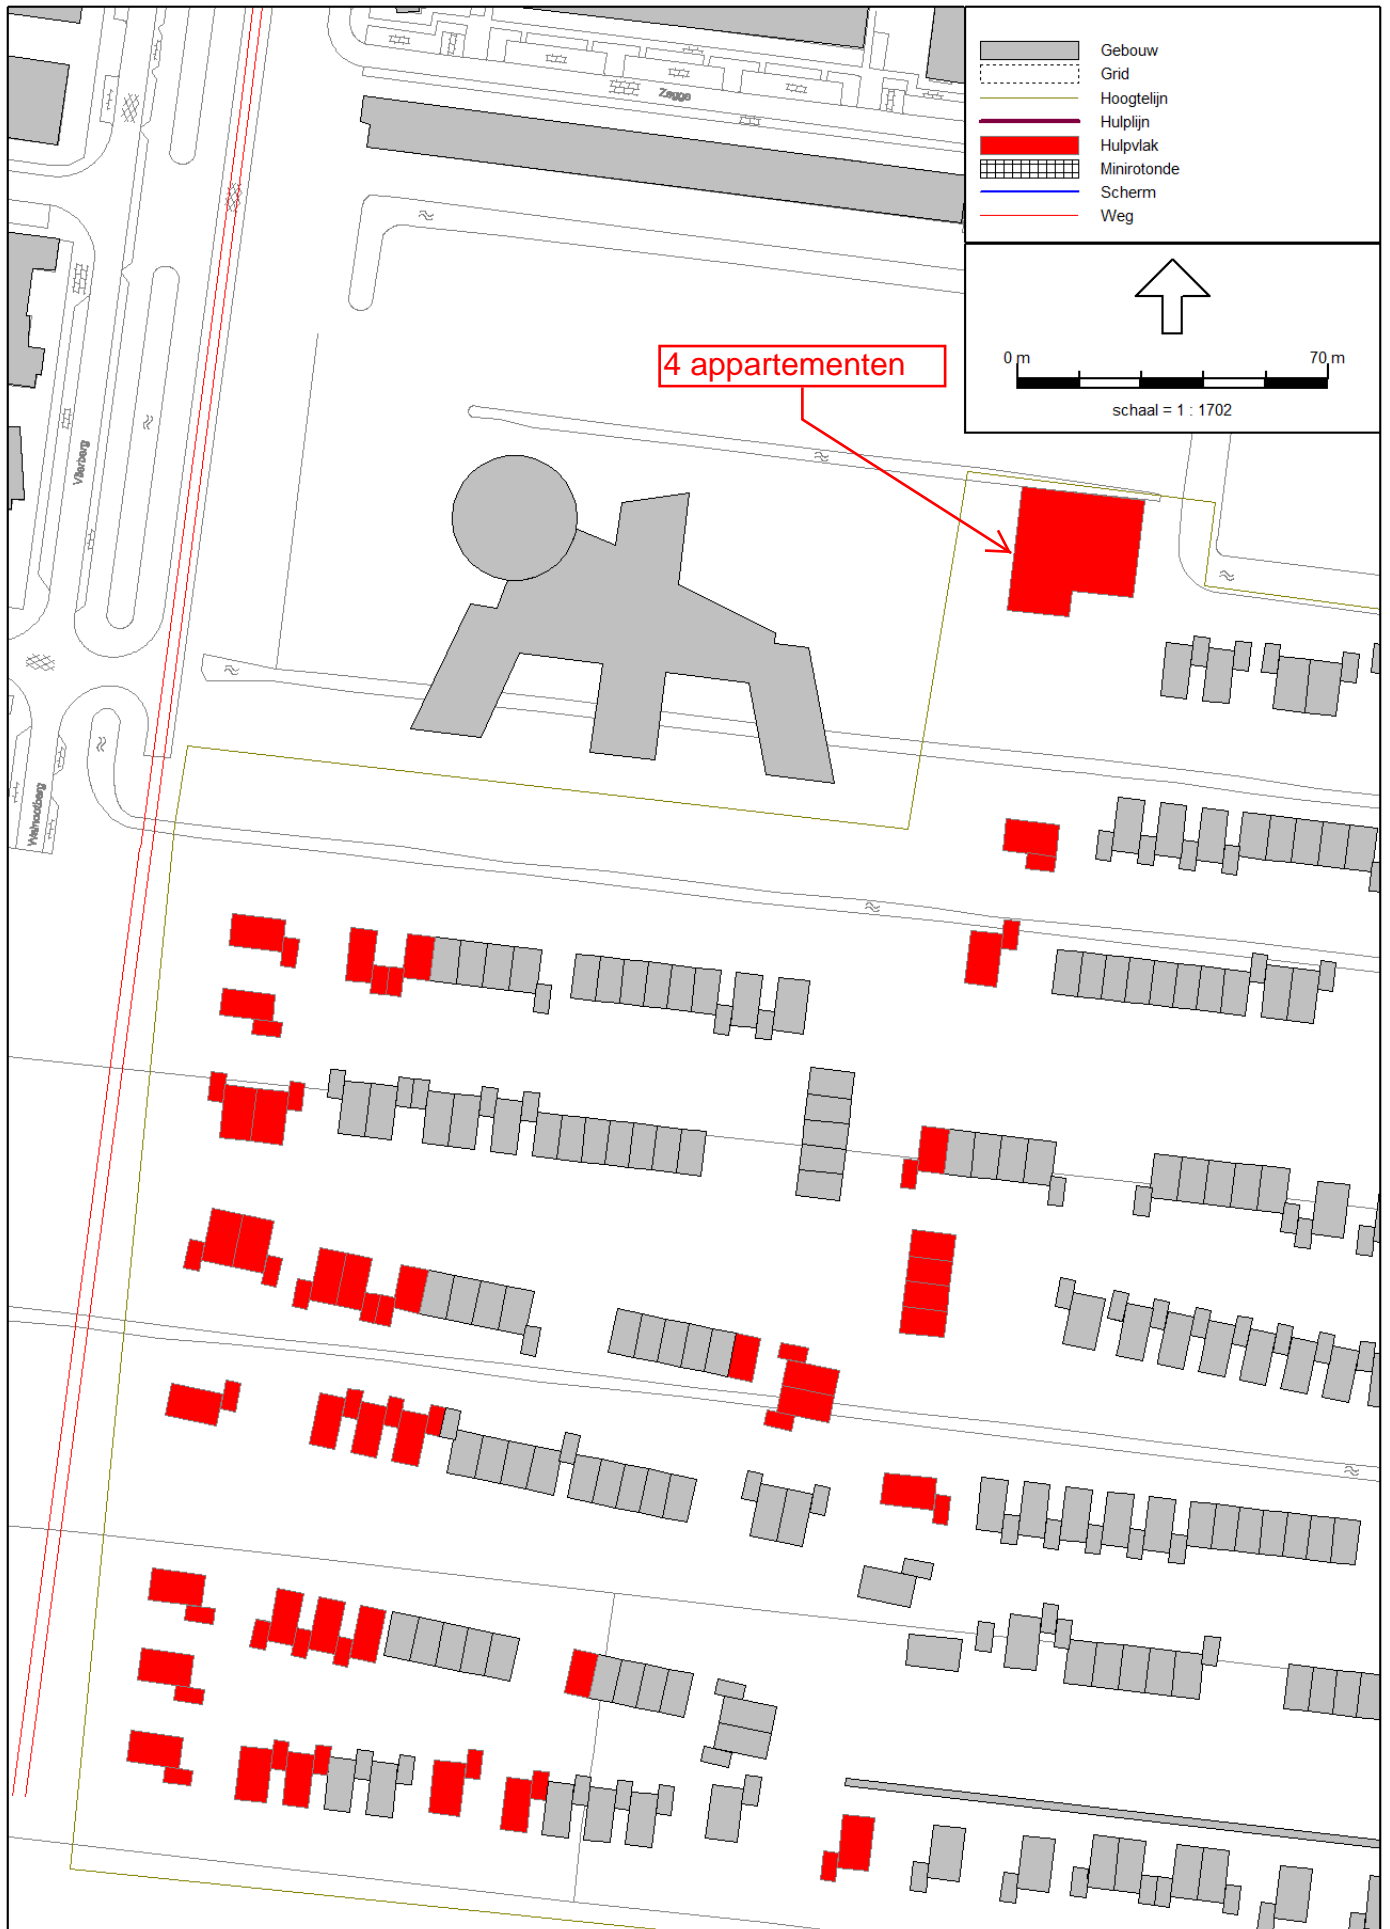 Zegge
Gebouw
Grid
Hoogtelijn
Hulplijn
Hulpvlak
Minirotonde
Scherm
Weg
0 m 70 m
schaal = 1 : 1702
4 appartementen
Vlierberg
Walnootberg